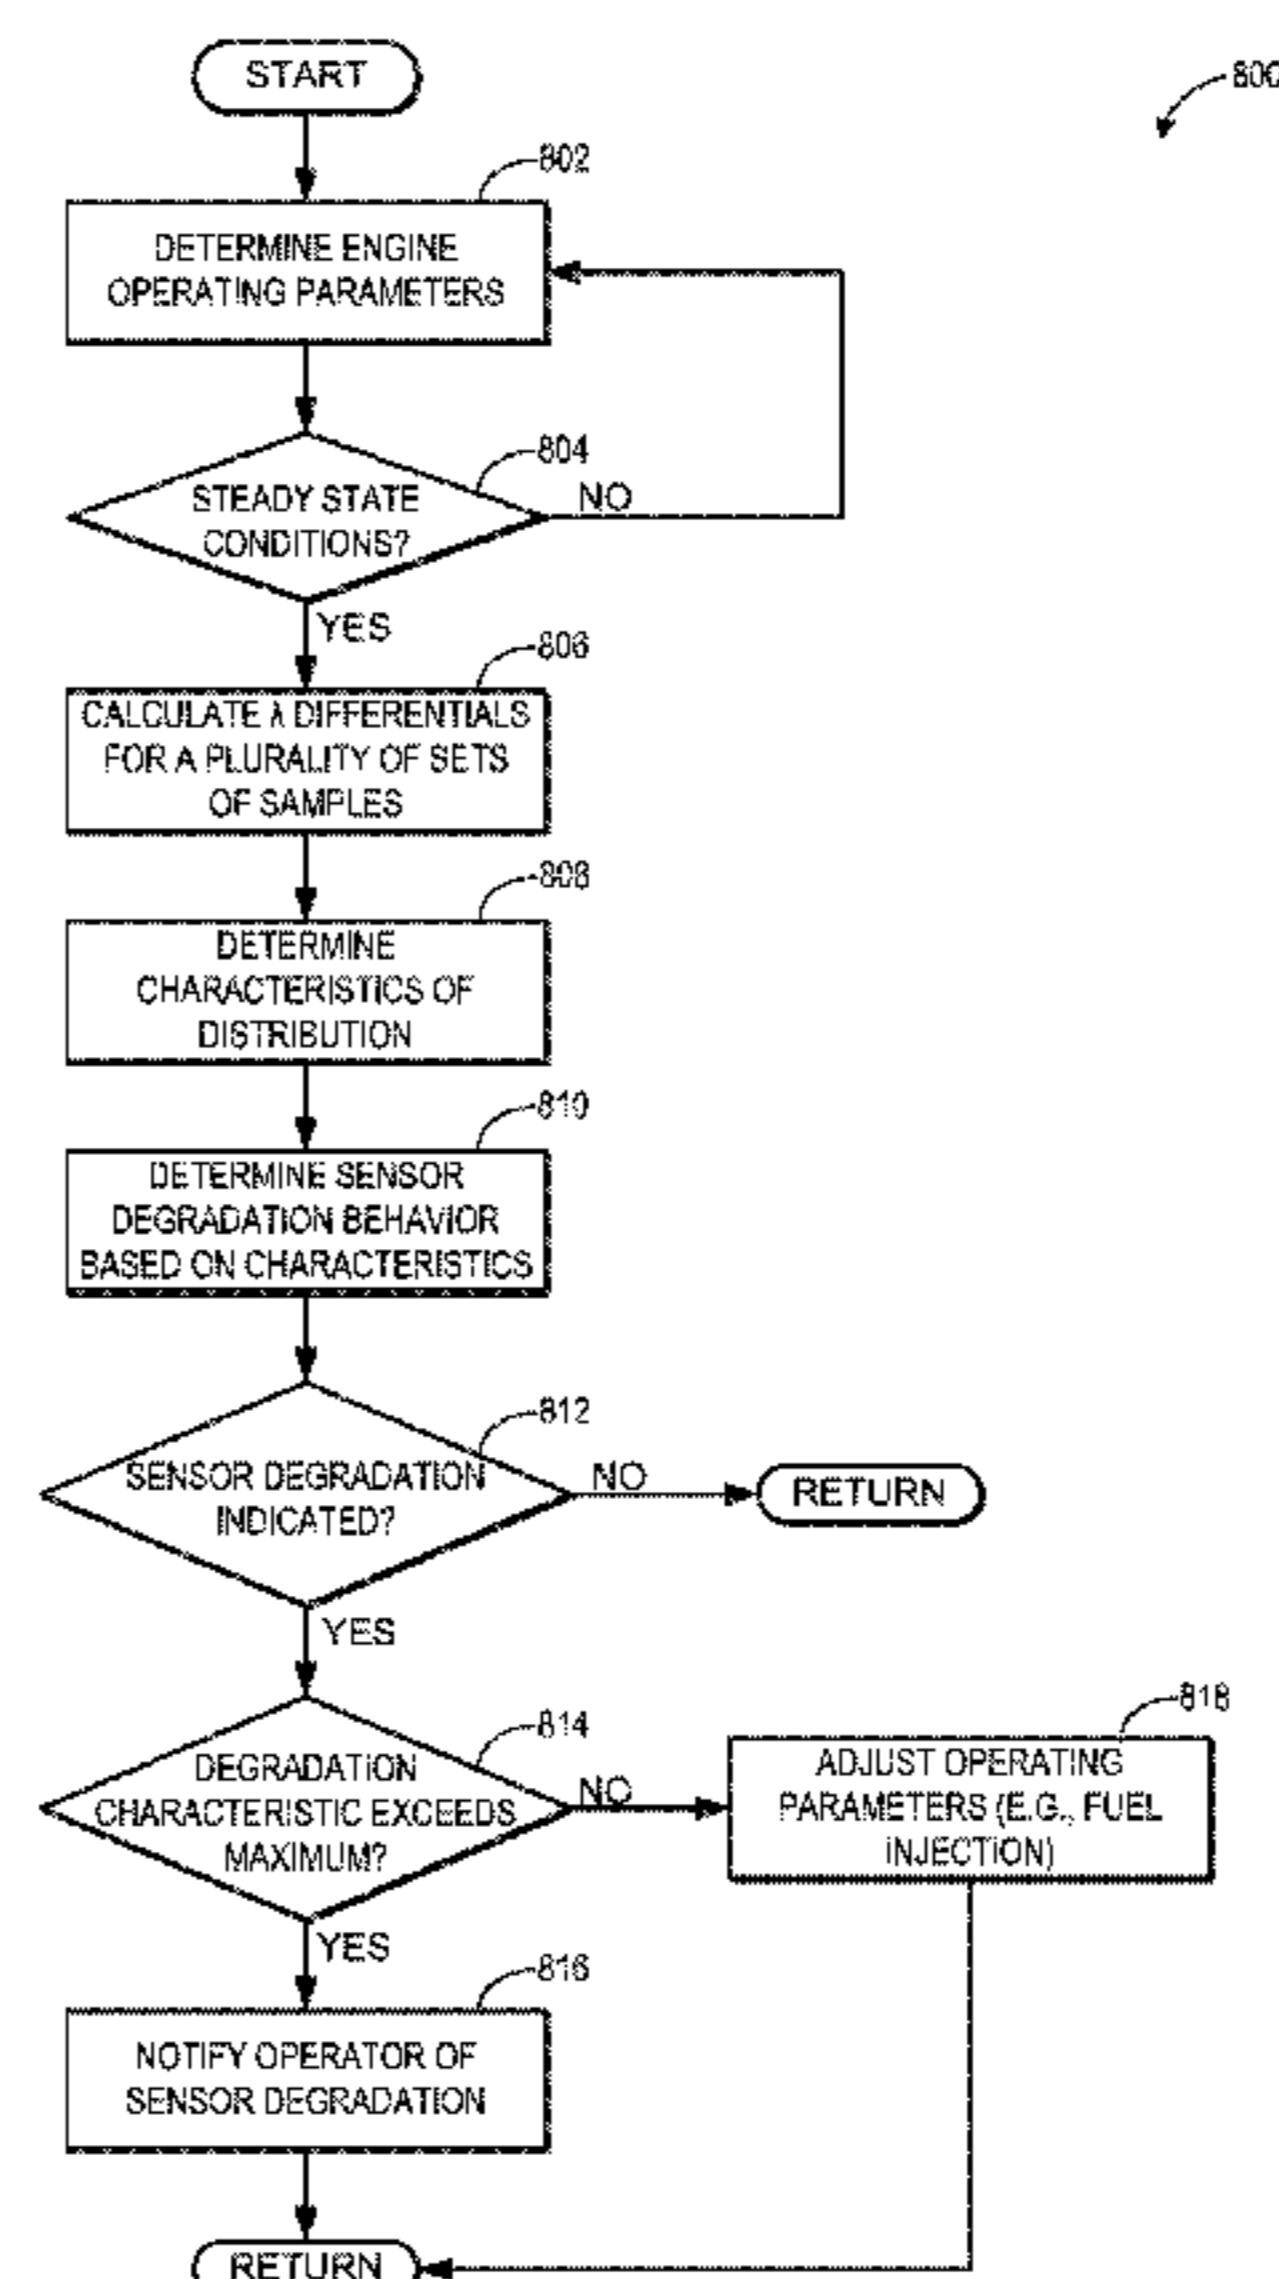 START
800
802
DETERMINE ENGINE
OPERATING PARAMETERS
804
STEADY STATE
CONDITIONS?
NO
YES
806
CALCULATE λ DIFFERENTIALS
FOR A PLURALITY OF SETS
OF SAMPLES
808
DETERMINE
CHARACTERISTICS OF
DISTRIBUTION
810
DETERMINE SENSOR
DEGRADATION BEHAVIOR
BASED ON CHARACTERISTICS
812
SENSOR DEGRADATION
INDICATED?
NO
RETURN
YES
814
DEGRADATION
CHARACTERISTIC EXCEEDS
MAXIMUM?
NO
818
ADJUST OPERATING
PARAMETERS (E.G., FUEL
INJECTION)
YES
816
NOTIFY OPERATOR OF
SENSOR DEGRADATION
RETURN